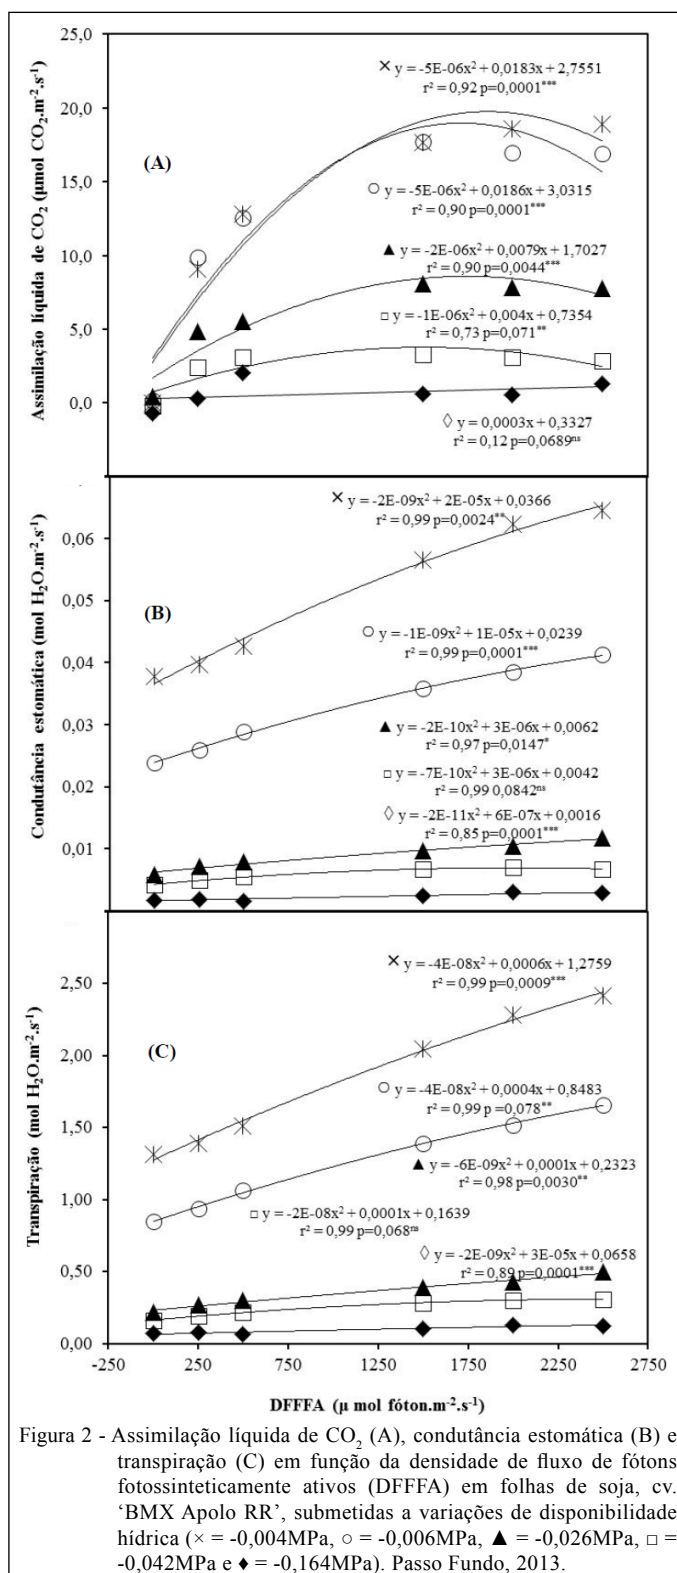 25,0
20,0
15,0
10,0
5,0
0,0
Assimilação líquida de CO₂ (µmol CO₂.m⁻².s⁻¹)
(A)
× y = -5E-06x² + 0,0183x + 2,7551
r² = 0,92 p=0,0001***
○ y = -5E-06x² + 0,0186x + 3,0315
r² = 0,90 p=0,0001***
▲ y = -2E-06x² + 0,0079x + 1,7027
r² = 0,90 p=0,0044***
□ y = -1E-06x² + 0,004x + 0,7354
r² = 0,73 p=0,071**
◊ y = 0,0003x + 0,3327
r² = 0,12 p=0,0689ns
0,06
0,05
0,04
0,03
0,02
0,01
Condutância estomática (mol H₂O.m⁻².s⁻¹)
(B)
× y = -2E-09x² + 2E-05x + 0,0366
r² = 0,99 p=0,0024**
○ y = -1E-09x² + 1E-05x + 0,0239
r² = 0,99 p=0,0001***
▲ y = -2E-10x² + 3E-06x + 0,0062
r² = 0,97 p=0,0147*
□ y = -7E-10x² + 3E-06x + 0,0042
r² = 0,99 0,0842ns
◊ y = -2E-11x² + 6E-07x + 0,0016
r² = 0,85 p=0,0001***
2,50
2,00
1,50
1,00
0,50
0,00
Transpiração (mol H₂O.m⁻².s⁻¹)
(C)
× y = -4E-08x² + 0,0006x + 1,2759
r² = 0,99 p=0,0009***
○ y = -4E-08x² + 0,0004x + 0,8483
r² = 0,99 p=0,078**
▲ y = -6E-09x² + 0,0001x + 0,2323
r² = 0,98 p=0,0030**
□ y = -2E-08x² + 0,0001x + 0,1639
r² = 0,99 p=0,068ns
◊ y = -2E-09x² + 3E-05x + 0,0658
r² = 0,89 p=0,0001***
-250 250 750 1250 1750 2250 2750
DFFFA (µ mol fóton.m⁻².s⁻¹)
Figura 2 - Assimilação líquida de CO₂ (A), condutância estomática (B) e
transpiração (C) em função da densidade de fluxo de fótons
fotossinteticamente ativos (DFFFA) em folhas de soja, cv.
‘BMX Apolo RR’, submetidas a variações de disponibilidade
hídrica (× = -0,004MPa, ○ = -0,006MPa, ▲ = -0,026MPa, □ =
-0,042MPa e ♦ = -0,164MPa). Passo Fundo, 2013.